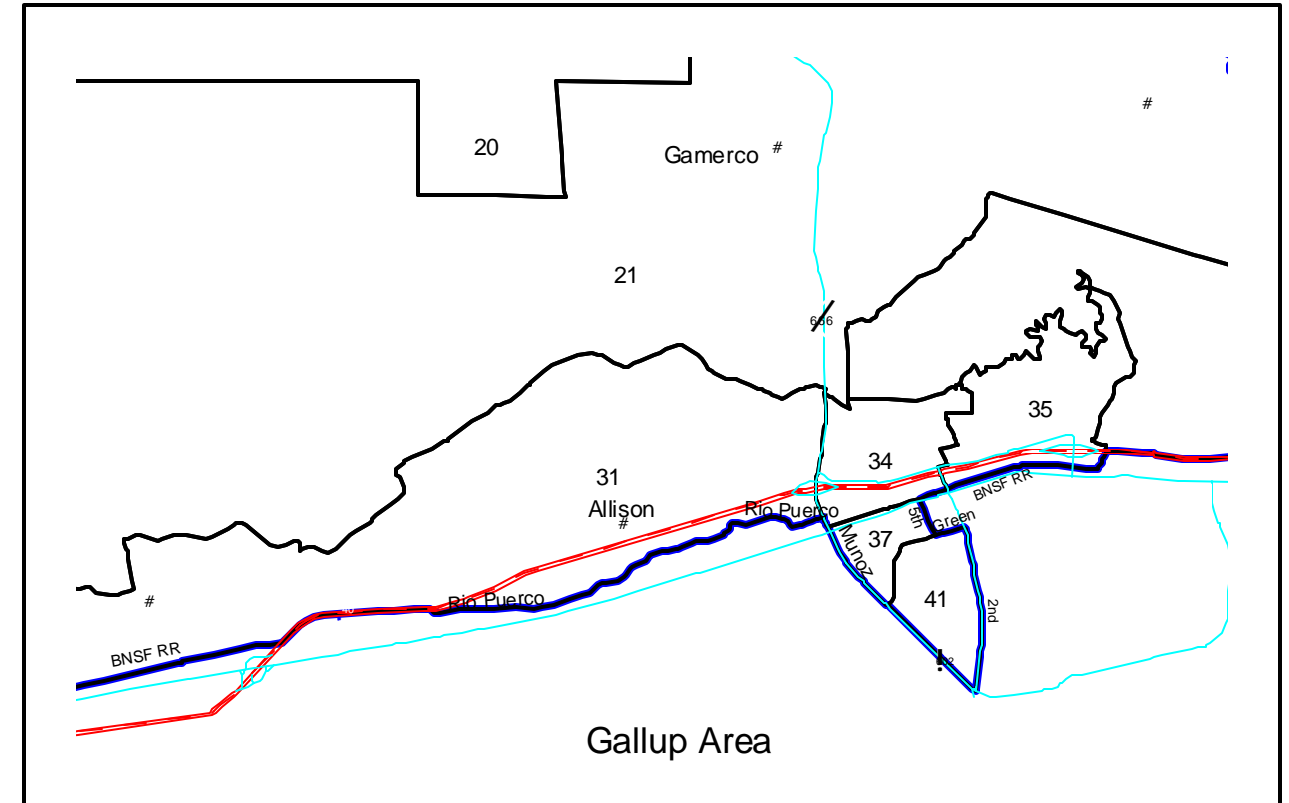 20
Gamerco #
#
21
666
35
34
31
Allison
#
Rio Puerco
BNSF RR
5th
Green
37
Munoz
41
2nd
Rio Puerco
#
BNSF RR
40
Gallup Area